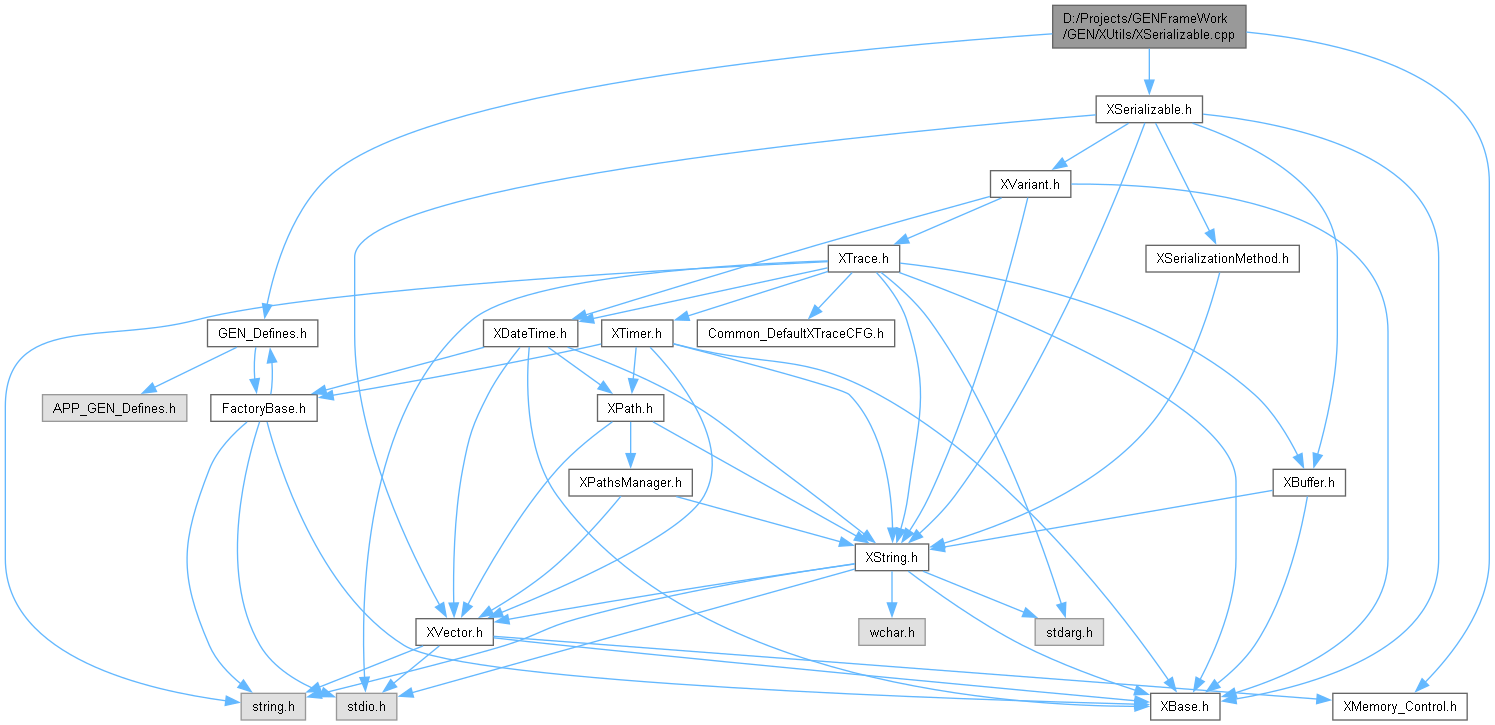 D:/Projects/GENFrameWork
/GEN/XUtils/XSerializable.cpp
XSerializable.h
XVariant.h
XTrace.h
XSerializationMethod.h
GEN_Defines.h
XDateTime.h
XTimer.h
Common_DefaultXTraceCFG.h
APP_GEN_Defines.h
FactoryBase.h
XPath.h
XPathsManager.h
XBuffer.h
XString.h
XVector.h
wchar.h
stdarg.h
string.h
stdio.h
XBase.h
XMemory_Control.h